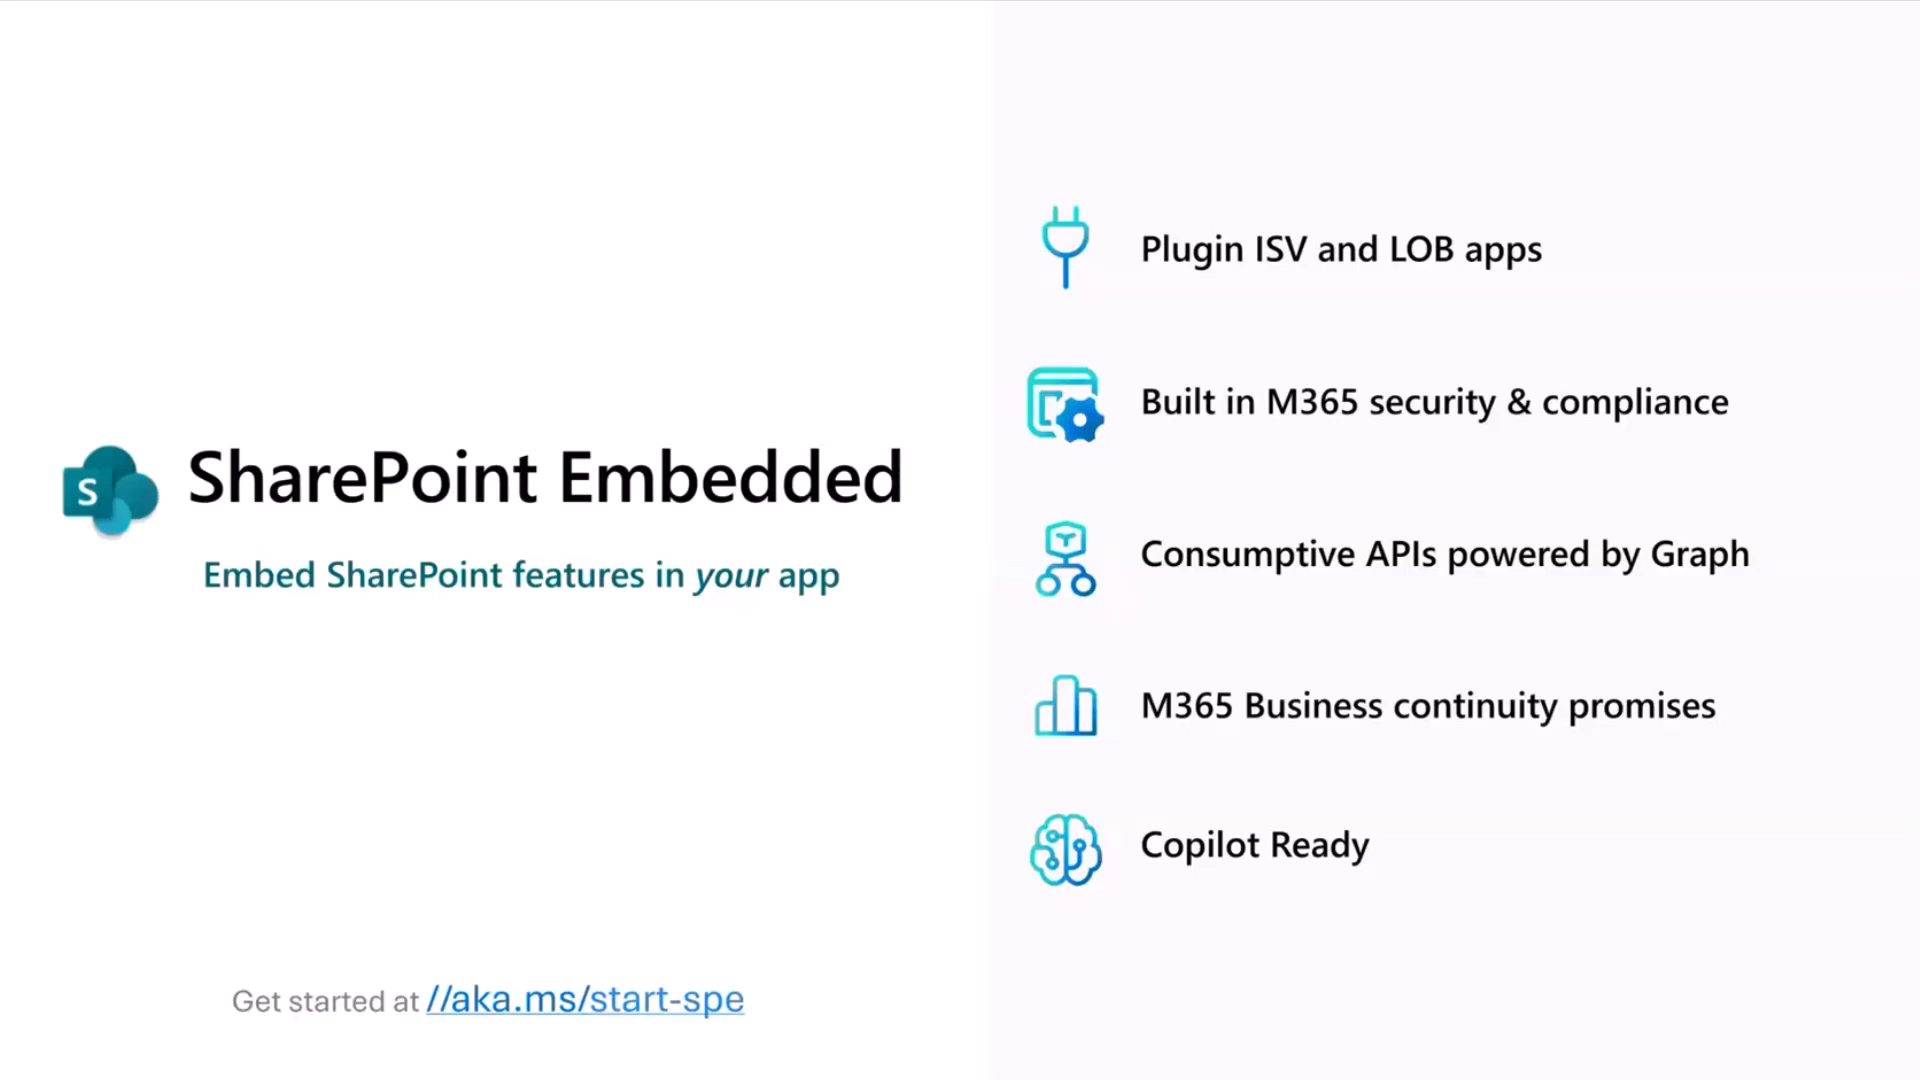 S
SharePoint Embedded
Embed SharePoint features in your app
Get started at //aka.ms/start-spe
Plugin ISV and LOB apps
Built in M365 security & compliance
Consumptive APIs powered by Graph
M365 Business continuity promises
Copilot Ready